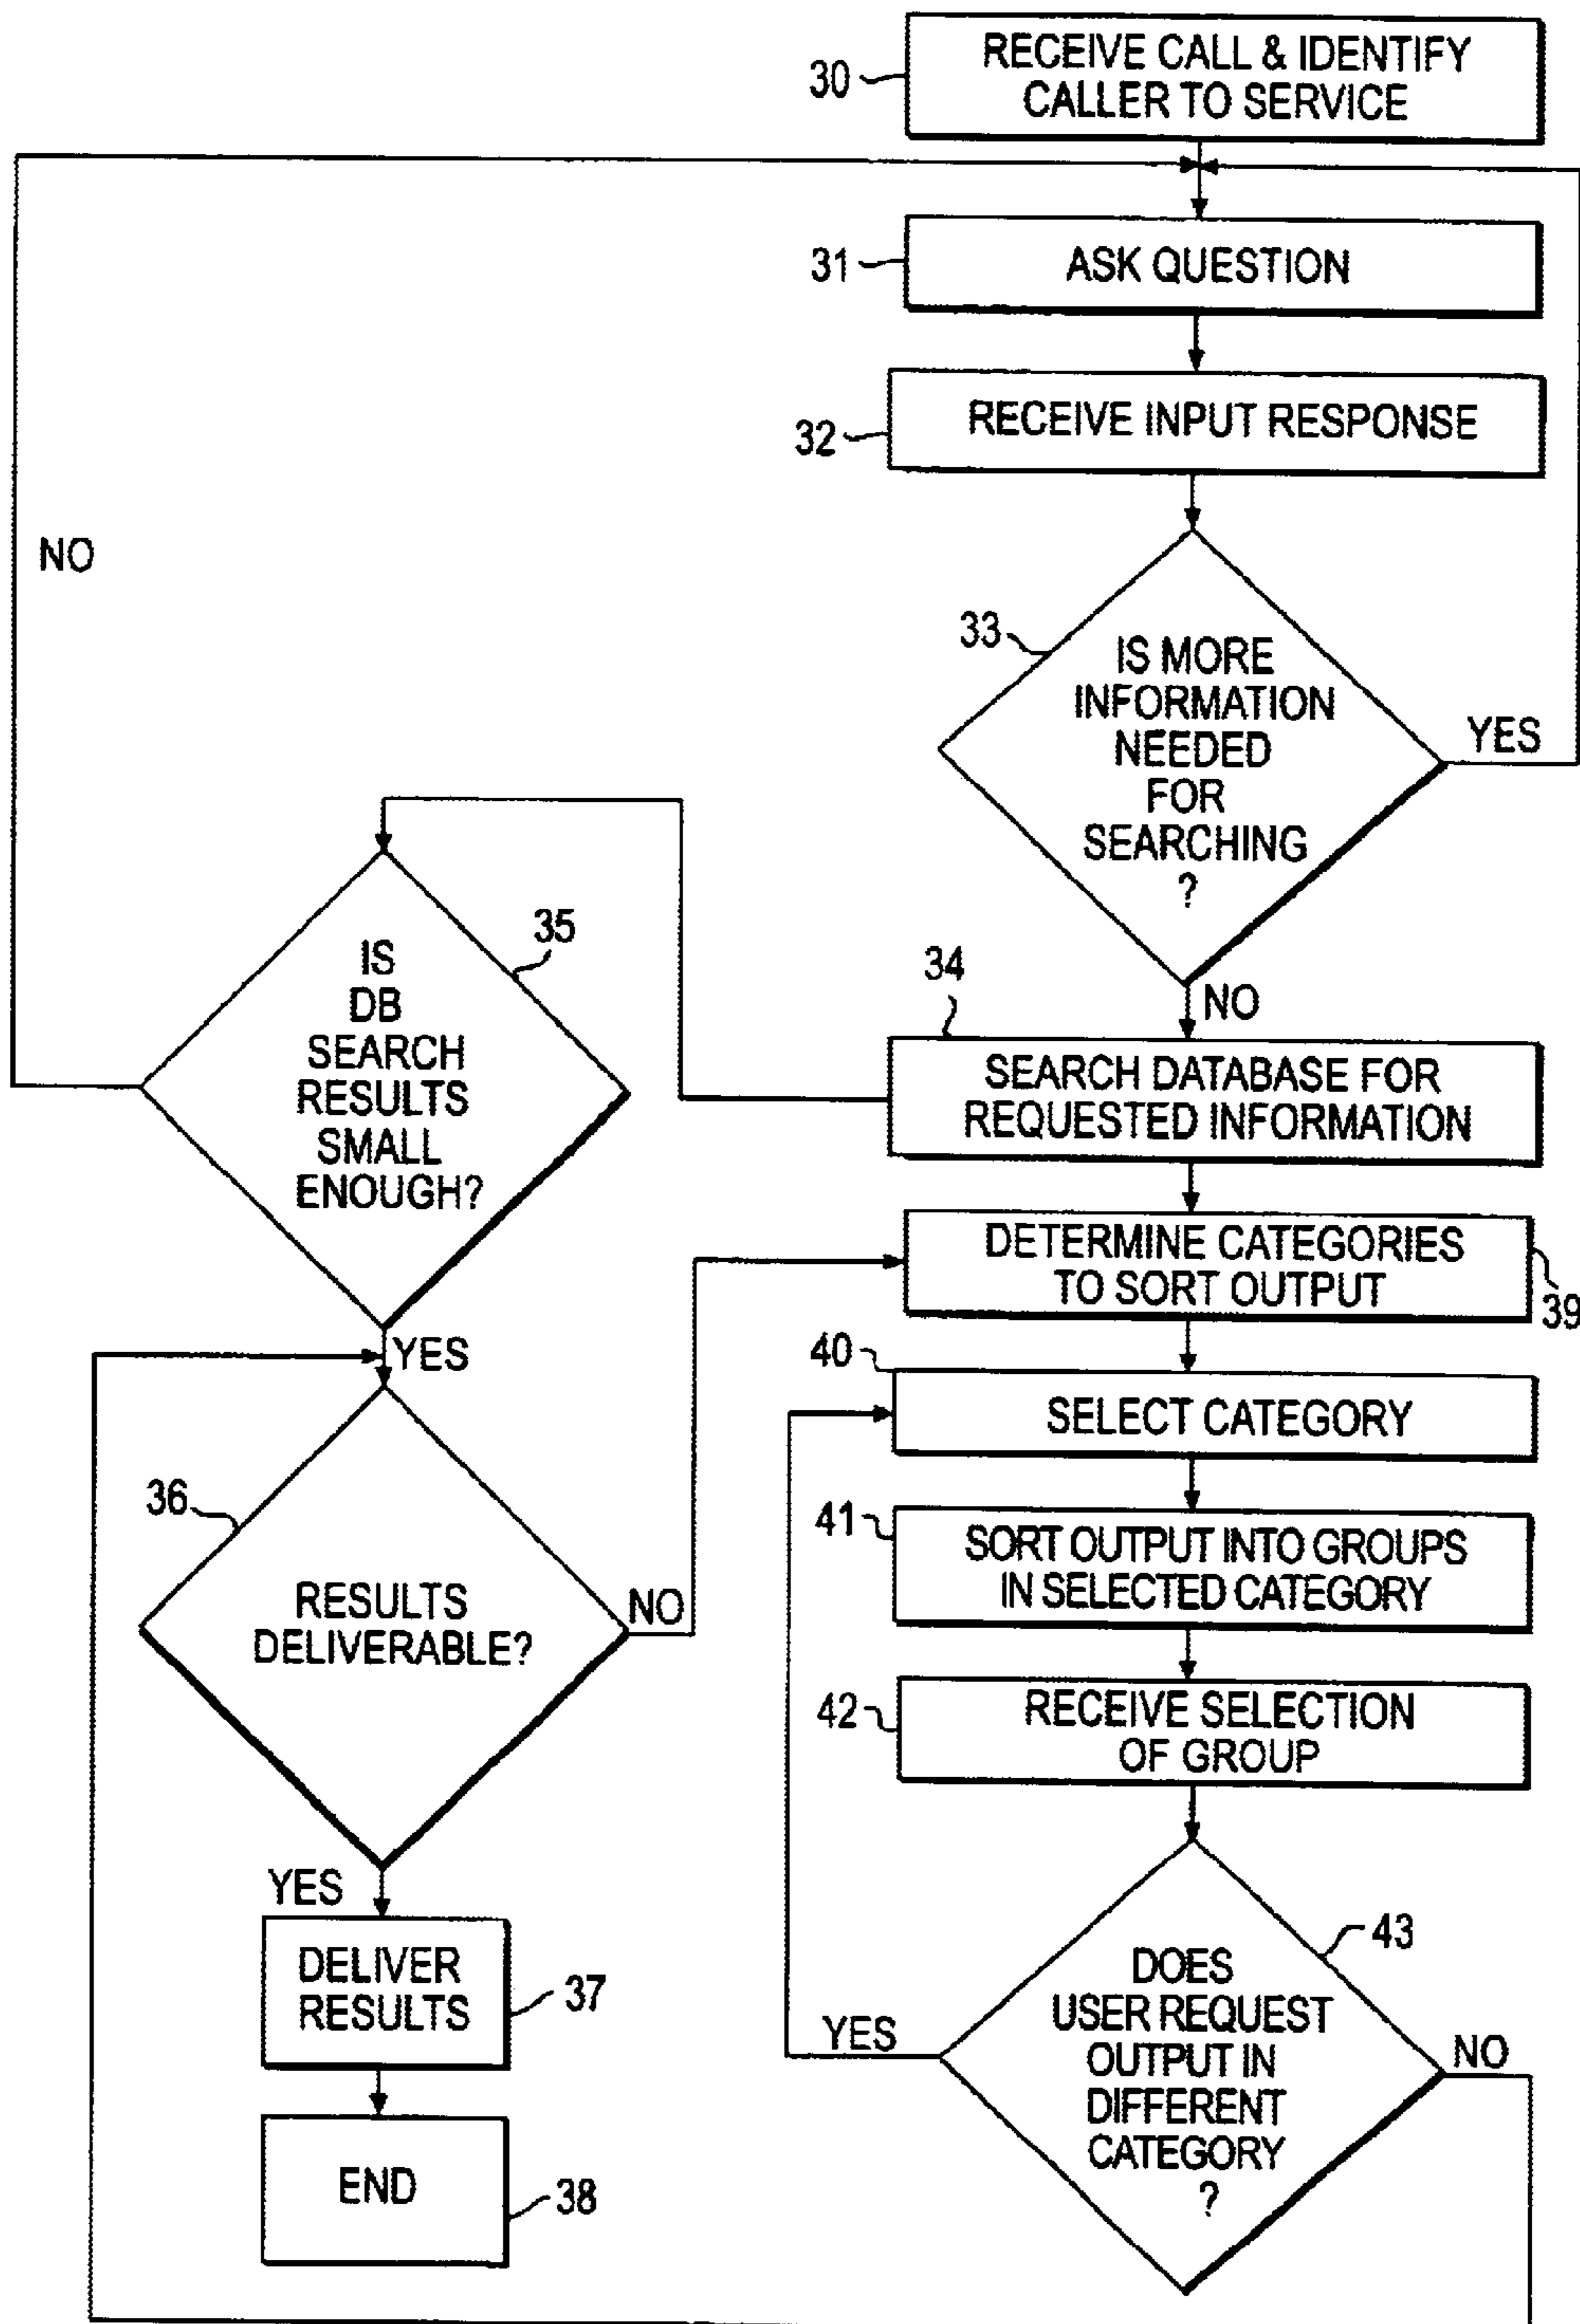 30
RECEIVE CALL & IDENTIFY
CALLER TO SERVICE
31
ASK QUESTION
32
RECEIVE INPUT RESPONSE
NO
33
IS MORE
INFORMATION
NEEDED
FOR
SEARCHING
?
YES
NO
34
SEARCH DATABASE FOR
REQUESTED INFORMATION
35
IS
DB
SEARCH
RESULTS
SMALL
ENOUGH?
YES
36
RESULTS
DELIVERABLE?
NO
YES
DELIVER
RESULTS
37
END
38
DETERMINE CATEGORIES
TO SORT OUTPUT
39
40
SELECT CATEGORY
41
SORT OUTPUT INTO GROUPS
IN SELECTED CATEGORY
42
RECEIVE SELECTION
OF GROUP
43
DOES
USER REQUEST
OUTPUT IN
DIFFERENT
CATEGORY
?
YES
NO